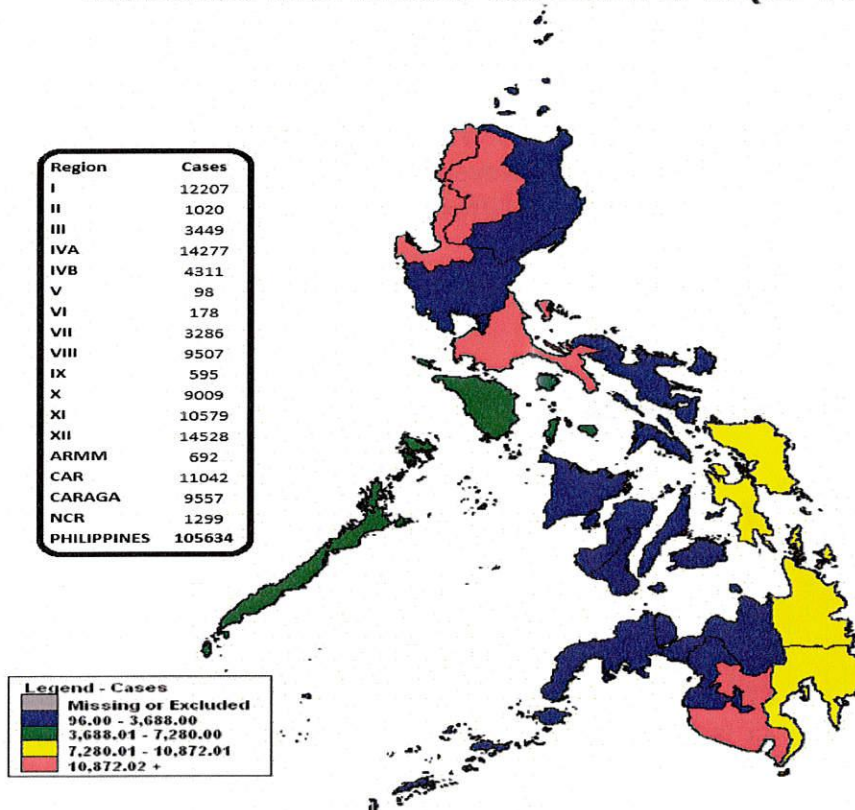 Region Cases
I 12207
II 1020
III 3449
IVA 14277
IVB 4311
V 98
VI 178
VII 3286
VIII 9507
IX 595
X 9009
XI 10579
XII 14528
ARMM 692
CAR 11042
CARAGA 9557
NCR 1299
PHILIPPINES 105634
Legend - Cases
Missing or Excluded
96.00 - 3,688.00
3,688.01 - 7,280.00
7,280.01 - 10,872.01
10,872.02 +